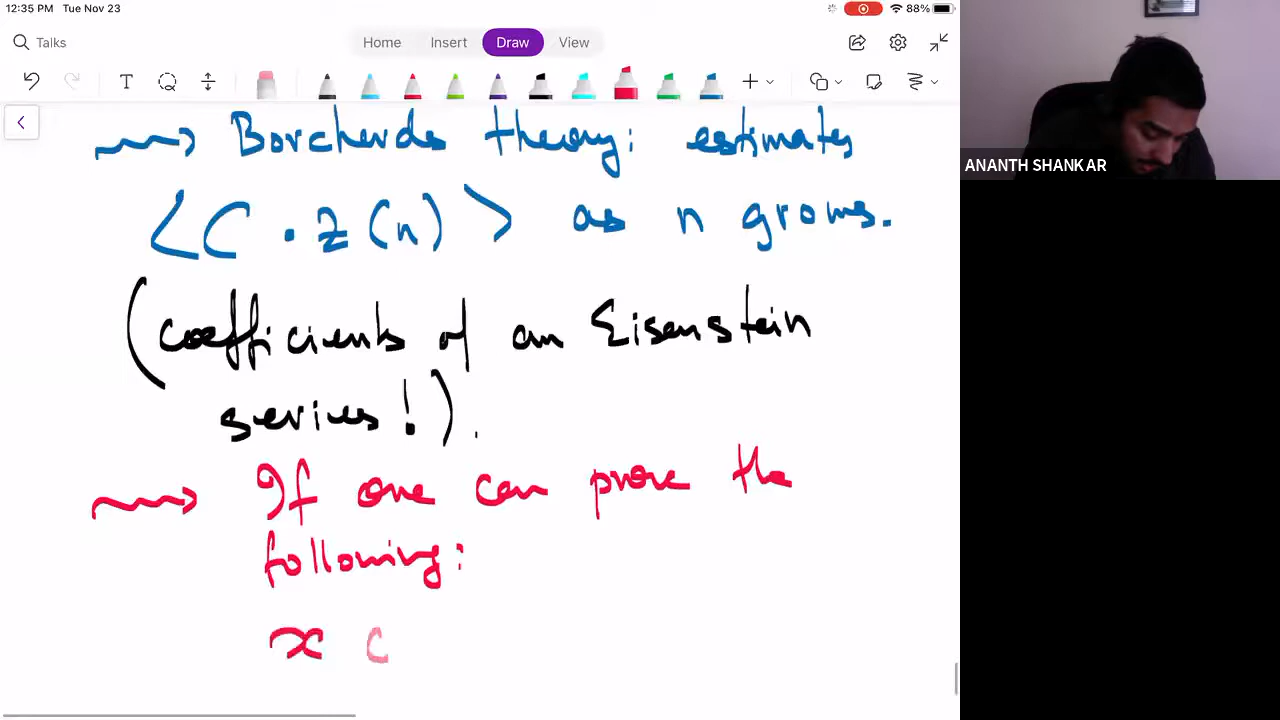 12:35 PM Tue Nov 23
88%
Talks
Home Insert Draw View
⇝ Borcherds theory: estimates
<C · Z(n)> as n grows.
(coefficients of an Eisenstein
series!).
⇝ If one can prove the
following:
x C
ANANTH SHANKAR